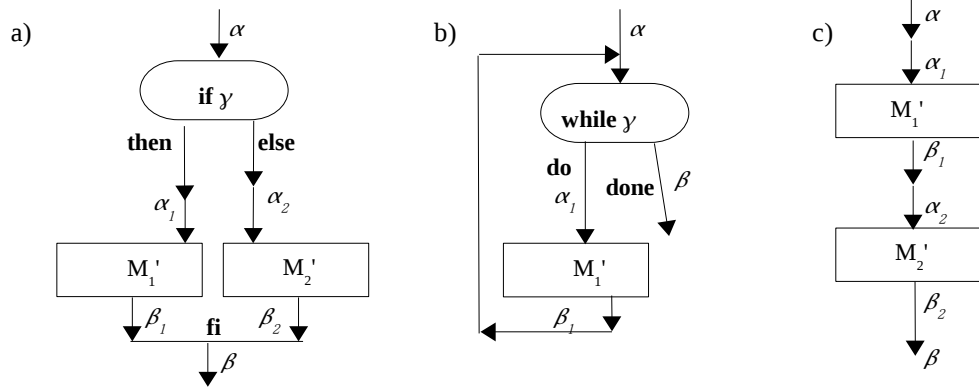 a)
α
if γ
then
else
α₁
α₂
M₁'
M₂'
β₁
fi
β₂
β
b)
α
while γ
do
done
β
α₁
M₁'
β₁
c)
α
α₁
M₁'
β₁
α₂
M₂'
β₂
β